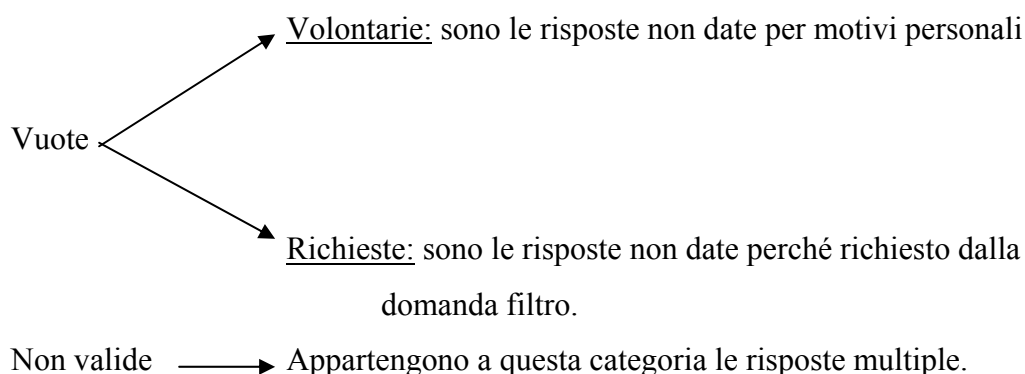 Volontarie: sono le risposte non date per motivi personali
Vuote
Richieste: sono le risposte non date perché richiesto dalla
domanda filtro.
Non valide Appartengono a questa categoria le risposte multiple.